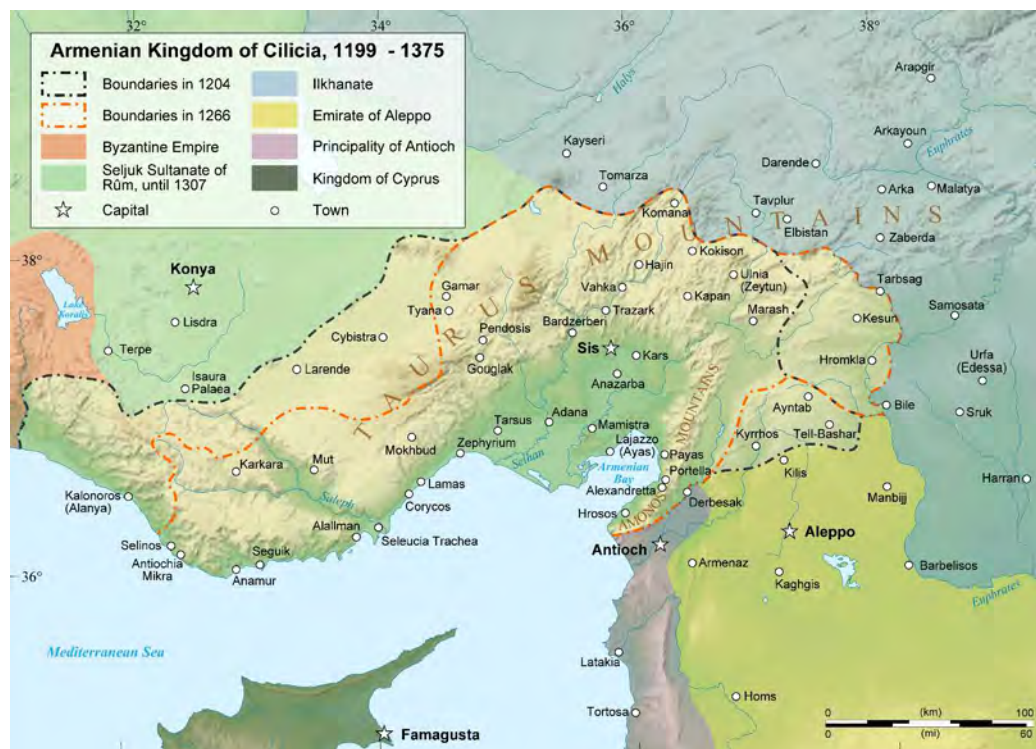 32°
34°
36°
38°
Armenian Kingdom of Cilicia, 1199 - 1375
Boundaries in 1204
Boundaries in 1266
Byzantine Empire
Seljuk Sultanate of
Rûm, until 1307
Capital
Ilkhanate
Emirate of Aleppo
Principality of Antioch
Kingdom of Cyprus
Town
Halys
Arapgir
Kayseri
Arkayoun
Euphrates
Darende
Tomarza
Arka
Malatya
Komana
Tavplur
Elbistan
TAURUS MOUNTAINS
Zaberda
38°
Konya
Kokison
Hajin
Ulnia
(Zeytun)
Tarbsag
Lake
Koralis
Gamar
Vahka
Kapan
Samosata
Lisdra
Tyana
Trazark
Marash
Kesun
Bardzerberi
Cybistra
Pendosis
Terpe
Sis
Kars
Gouglak
Hromkla
Urfa
(Edessa)
Larende
Anazarba
Isaura
Palaea
Ayntab
Bile
Sruk
Adana
Tarsus
Mamistra
Tell-Bashar
Mokhbud
Zephyrium
Lajazzo
(Ayas)
Kyrrhos
AMONOS MOUNTAINS
Seihan
Payas
Karkara
Mut
Armenian
Bay
Portella
Kilis
Harran
Lamas
Alexandretta
Manbijj
Kalonoros
(Alanya)
Saleph
Corycos
Derbesak
Hrosos
Alallman
Seleucia Trachea
Aleppo
Selinos
Antioch
Antiochia
Mikra
Seguik
Armenaz
Barbelisos
36°
Anamur
Kaghgis
36°
Euphrates
Mediterranean Sea
Latakia
Homs
Tortosa
Famagusta
(km)
0
100
0
(mi)
60